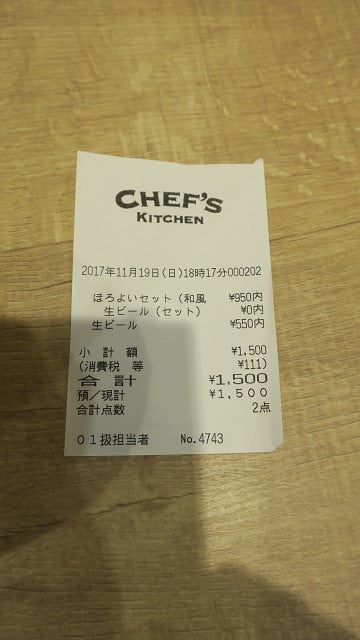 CHEF'S
KITCHEN
2017年11月19日(日)18時17分000202
ほろよいセット(和風 ¥950内
生ビール(セット) ¥0内
生ビール ¥550内
小 計 額 ¥1,500
(消費税 等 ¥111)
合 計 ¥1,500
預/現計 ¥1,500
合計点数 2点
01扱担当者 No.4743